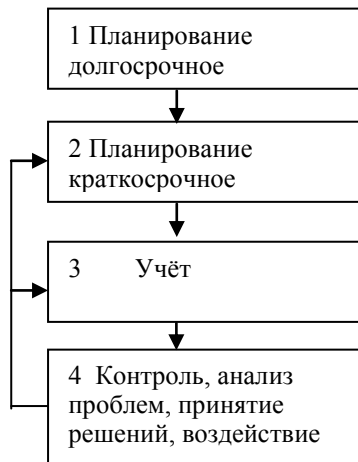 1 Планирование
долгосрочное
2 Планирование
краткосрочное
3 Учёт
4 Контроль, анализ
проблем, принятие
решений, воздействие